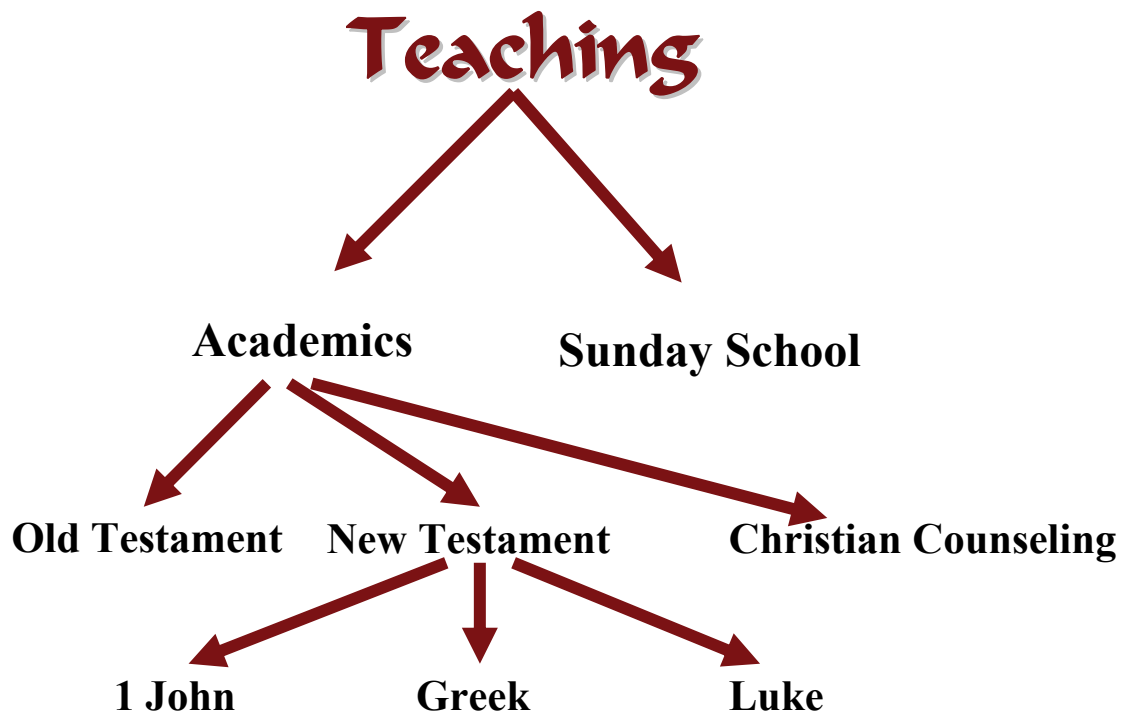 Teaching
Academics
Sunday School
Old Testament
New Testament
Christian Counseling
1 John
Greek
Luke